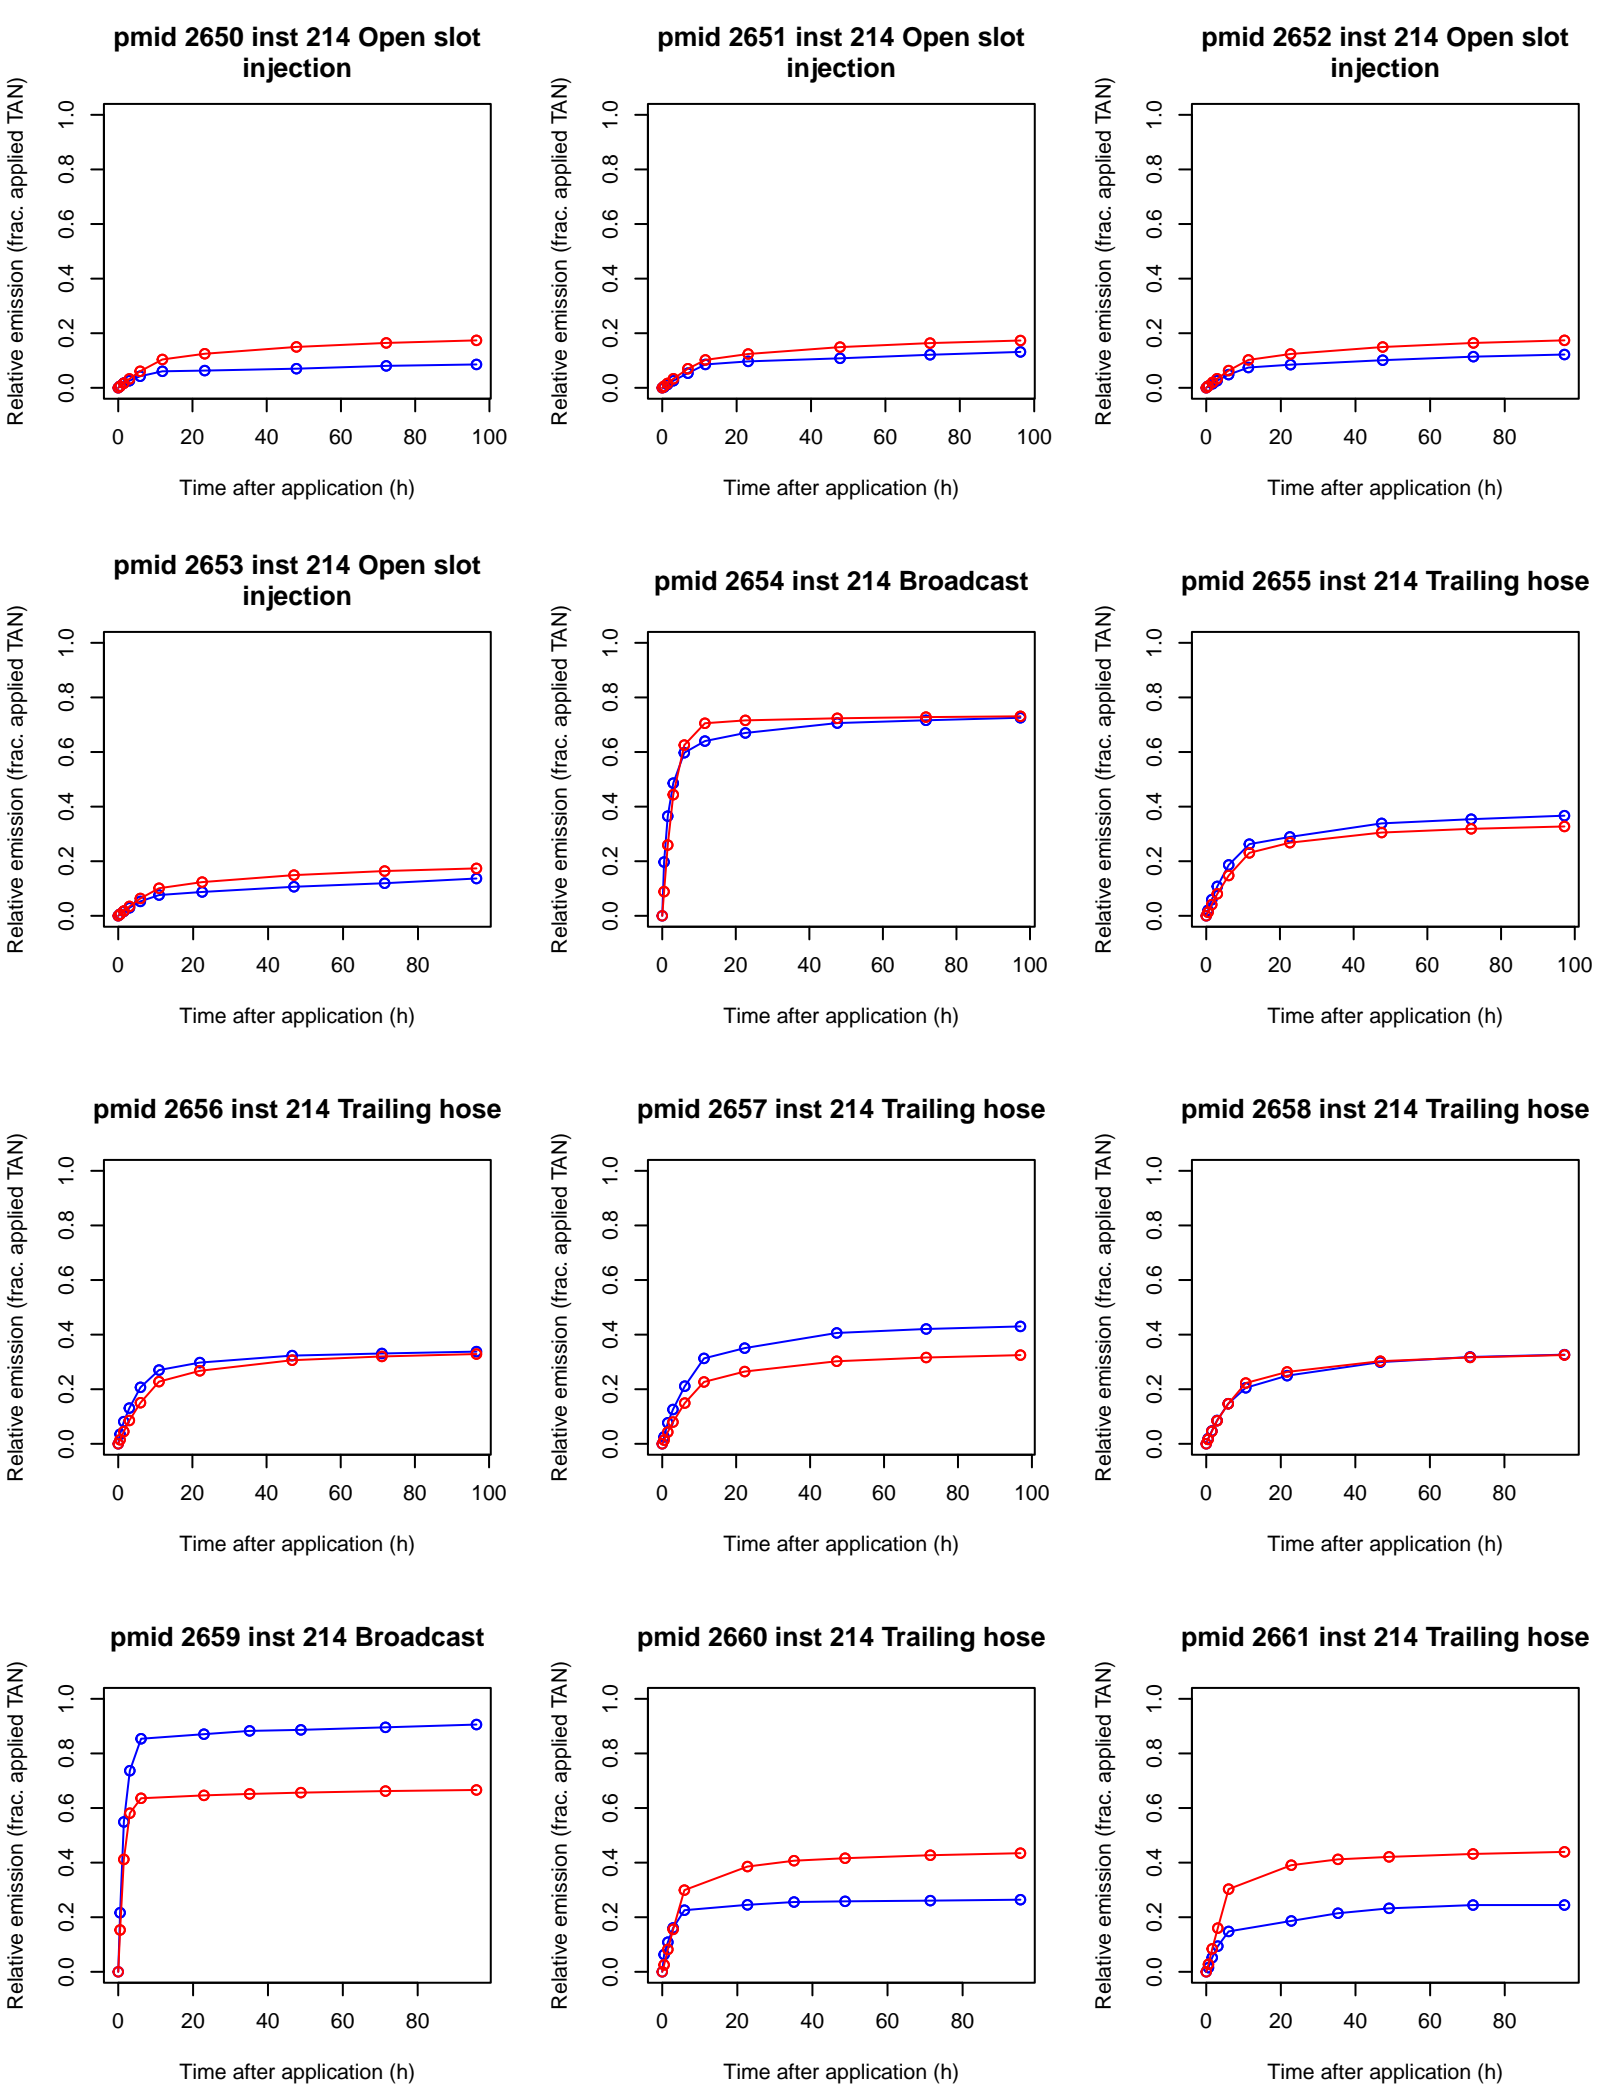 pmid 2650 inst 214 Open slot
injection
Relative emission (frac. applied TAN)
0.0 0.2 0.4 0.6 0.8 1.0
0 20 40 60 80 100
Time after application (h)
pmid 2651 inst 214 Open slot
injection
Relative emission (frac. applied TAN)
0.0 0.2 0.4 0.6 0.8 1.0
0 20 40 60 80 100
Time after application (h)
pmid 2652 inst 214 Open slot
injection
Relative emission (frac. applied TAN)
0.0 0.2 0.4 0.6 0.8 1.0
0 20 40 60 80
Time after application (h)
pmid 2653 inst 214 Open slot
injection
Relative emission (frac. applied TAN)
0.0 0.2 0.4 0.6 0.8 1.0
0 20 40 60 80
Time after application (h)
pmid 2654 inst 214 Broadcast
Relative emission (frac. applied TAN)
0.0 0.2 0.4 0.6 0.8 1.0
0 20 40 60 80 100
Time after application (h)
pmid 2655 inst 214 Trailing hose
Relative emission (frac. applied TAN)
0.0 0.2 0.4 0.6 0.8 1.0
0 20 40 60 80 100
Time after application (h)
pmid 2656 inst 214 Trailing hose
Relative emission (frac. applied TAN)
0.0 0.2 0.4 0.6 0.8 1.0
0 20 40 60 80 100
Time after application (h)
pmid 2657 inst 214 Trailing hose
Relative emission (frac. applied TAN)
0.0 0.2 0.4 0.6 0.8 1.0
0 20 40 60 80 100
Time after application (h)
pmid 2658 inst 214 Trailing hose
Relative emission (frac. applied TAN)
0.0 0.2 0.4 0.6 0.8 1.0
0 20 40 60 80
Time after application (h)
pmid 2659 inst 214 Broadcast
Relative emission (frac. applied TAN)
0.0 0.2 0.4 0.6 0.8 1.0
0 20 40 60 80
Time after application (h)
pmid 2660 inst 214 Trailing hose
Relative emission (frac. applied TAN)
0.0 0.2 0.4 0.6 0.8 1.0
0 20 40 60 80
Time after application (h)
pmid 2661 inst 214 Trailing hose
Relative emission (frac. applied TAN)
0.0 0.2 0.4 0.6 0.8 1.0
0 20 40 60 80
Time after application (h)